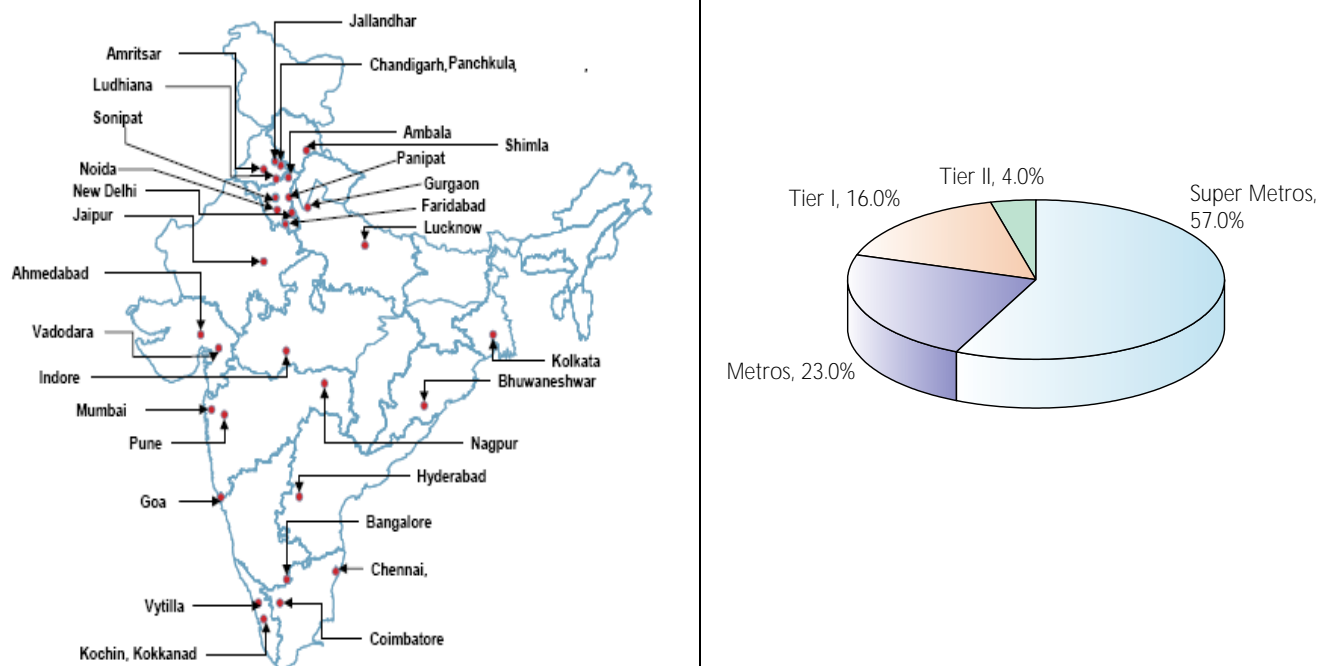 Jallandhar
Amritsar
Chandigarh, Panchkula, ,
Ludhiana
Sonipat
Ambala
Shimla
Panipat
Noida
Gurgaon
New Delhi
Faridabad
Jaipur
Lucknow
Ahmedabad
Vadodara
Kolkata
Indore
Bhuwaneshwar
Mumbai
Pune
Nagpur
Hyderabad
Goa
Bangalore
Chennai,
Vytilla
Coimbatore
Kochin, Kokkanad
Tier II, 4.0%
Tier I, 16.0%
Super Metros,
57.0%
Metros, 23.0%